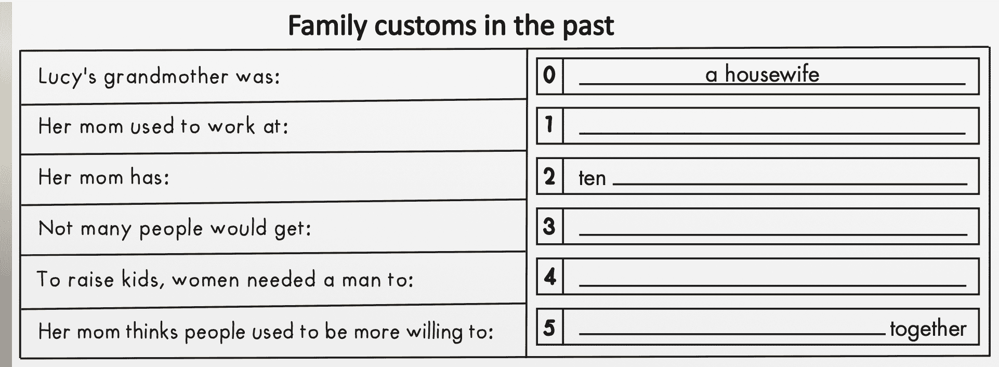 Family customs in the past
Lucy's grandmother was:
0 a housewife
Her mom used to work at:
1
Her mom has:
2 ten
Not many people would get:
3
To raise kids, women needed a man to:
4
Her mom thinks people used to be more willing to:
5 together